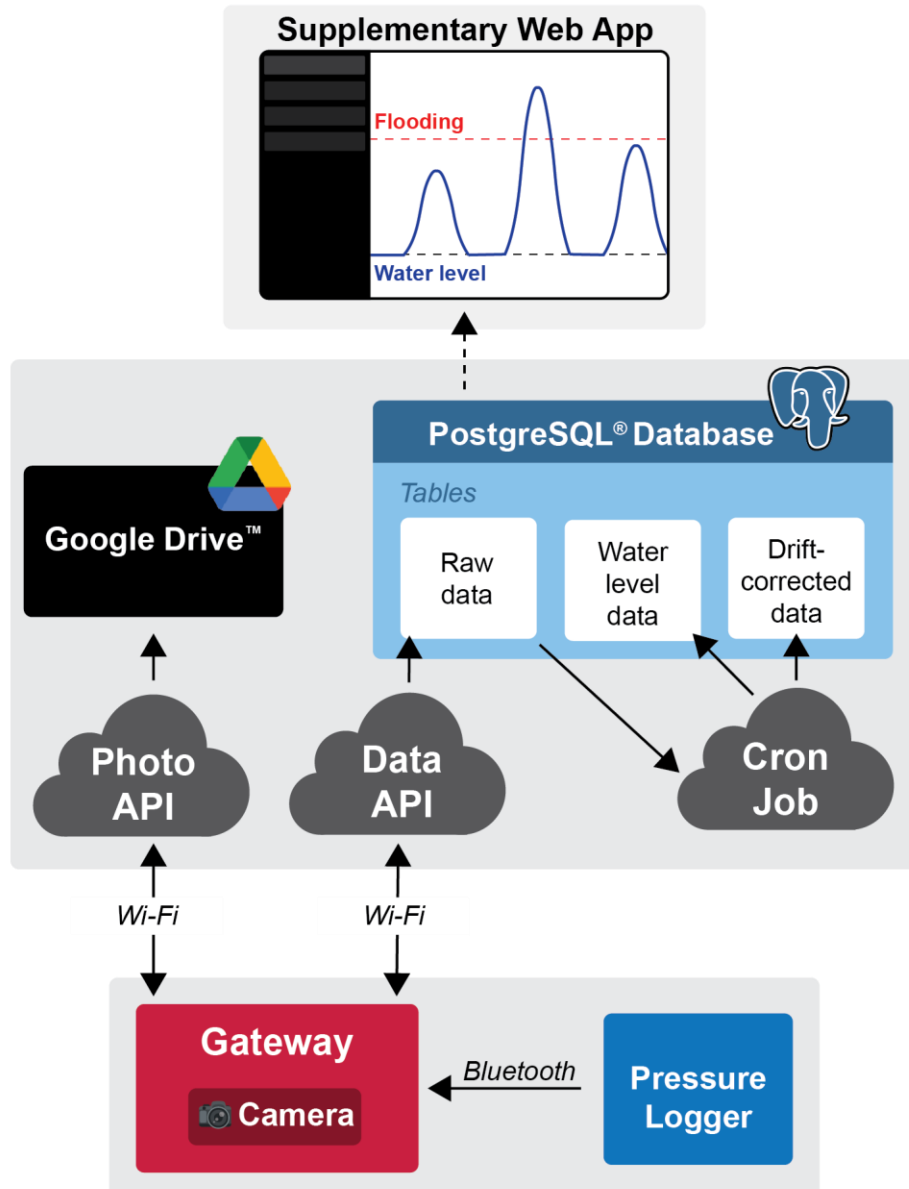 Supplementary Web App
Flooding
Water level
PostgreSQL® Database
Tables
Google Drive™
Raw
data
Water
level
data
Drift-
corrected
data
Photo
API
Data
API
Cron
Job
Wi-Fi
Wi-Fi
Gateway
Camera
Bluetooth
Pressure
Logger